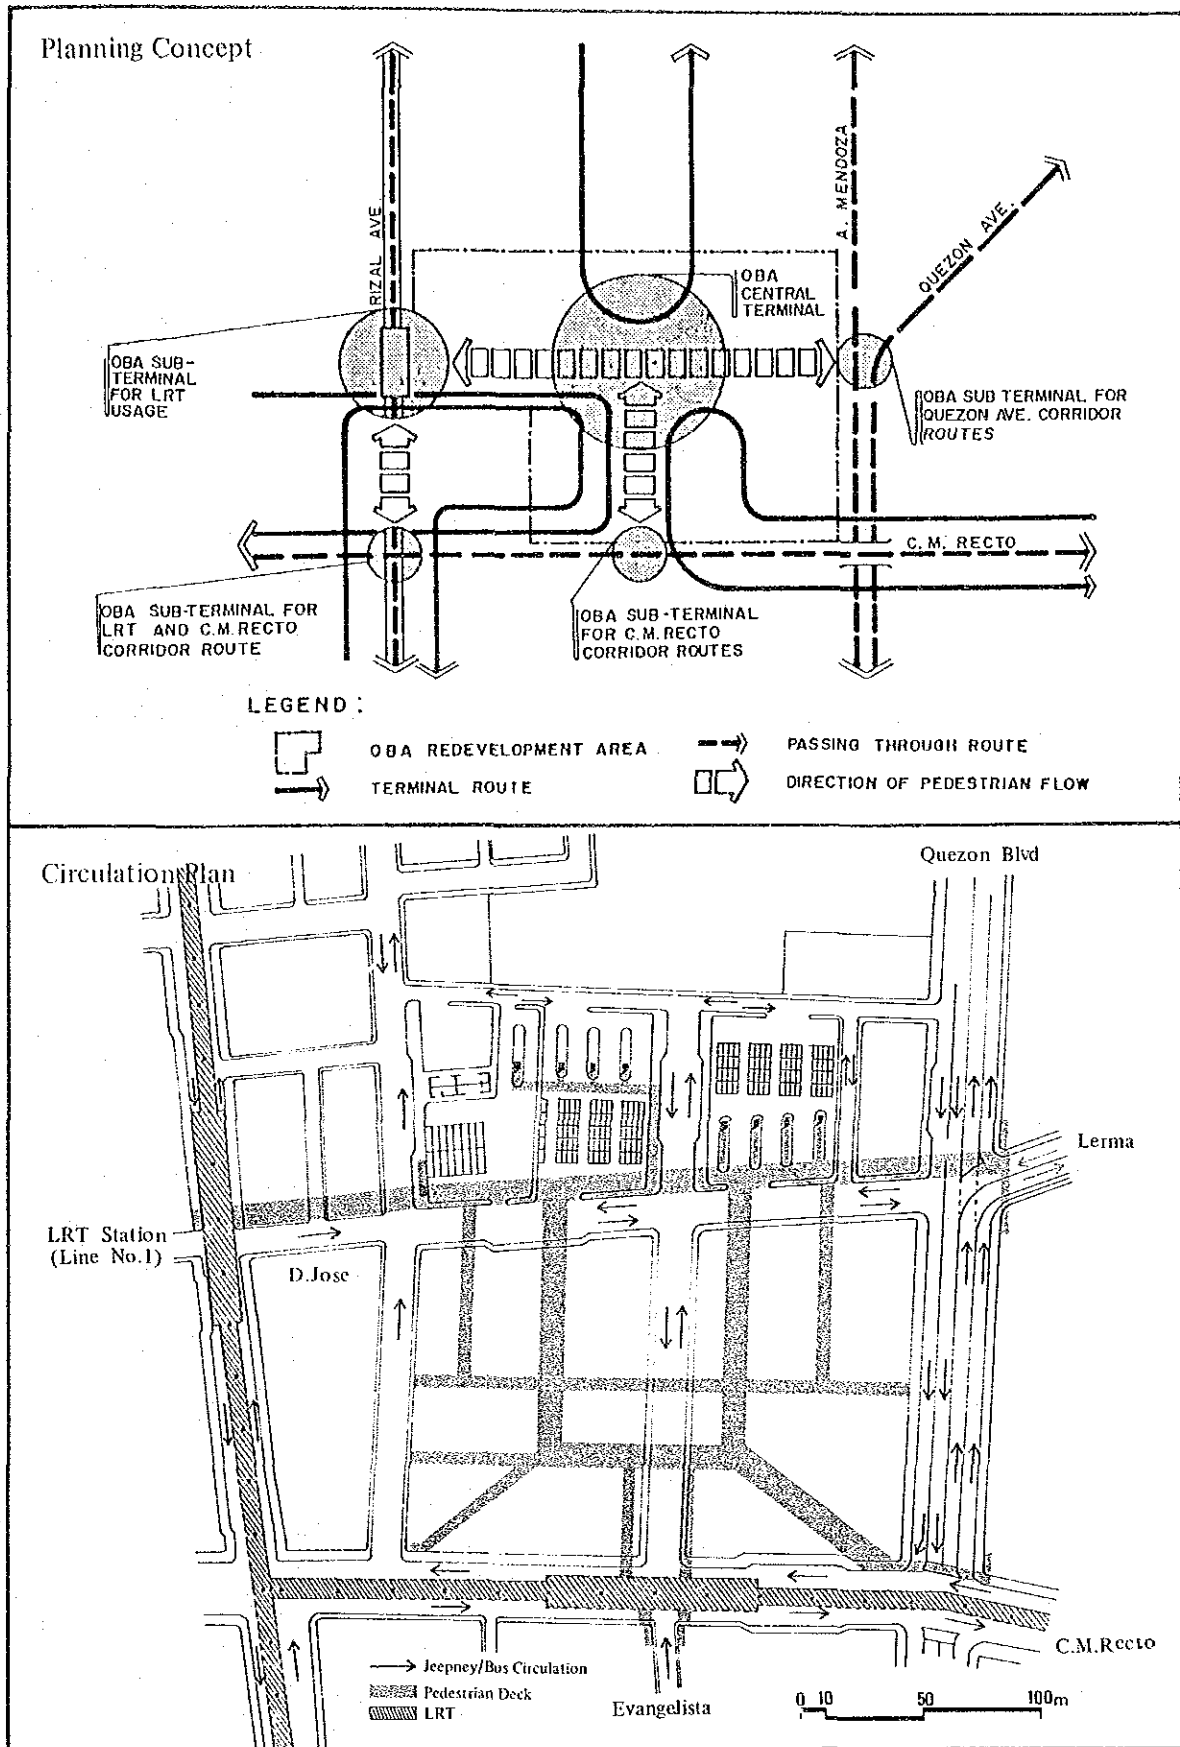 Planning Concept
RIZAL AVE.
A. MENDOZA
QUEZON AVE.
OBA
CENTRAL
TERMINAL
OBA SUB-
TERMINAL
FOR LRT
USAGE
OBA SUB TERMINAL FOR
QUEZON AVE. CORRIDOR
ROUTES
C.M. RECTO
OBA SUB-TERMINAL FOR
LRT AND C.M.RECTO
CORRIDOR ROUTE
OBA SUB-TERMINAL
FOR C.M.RECTO
CORRIDOR ROUTES
LEGEND :
OBA REDEVELOPMENT AREA
PASSING THROUGH ROUTE
TERMINAL ROUTE
DIRECTION OF PEDESTRIAN FLOW
Circulation Plan
Quezon Blvd
Lerma
LRT Station
(Line No.1)
D.Jose
C.M.Recto
Jeepney/Bus Circulation
Pedestrian Deck
LRT
Evangelista
0 10 50 100m